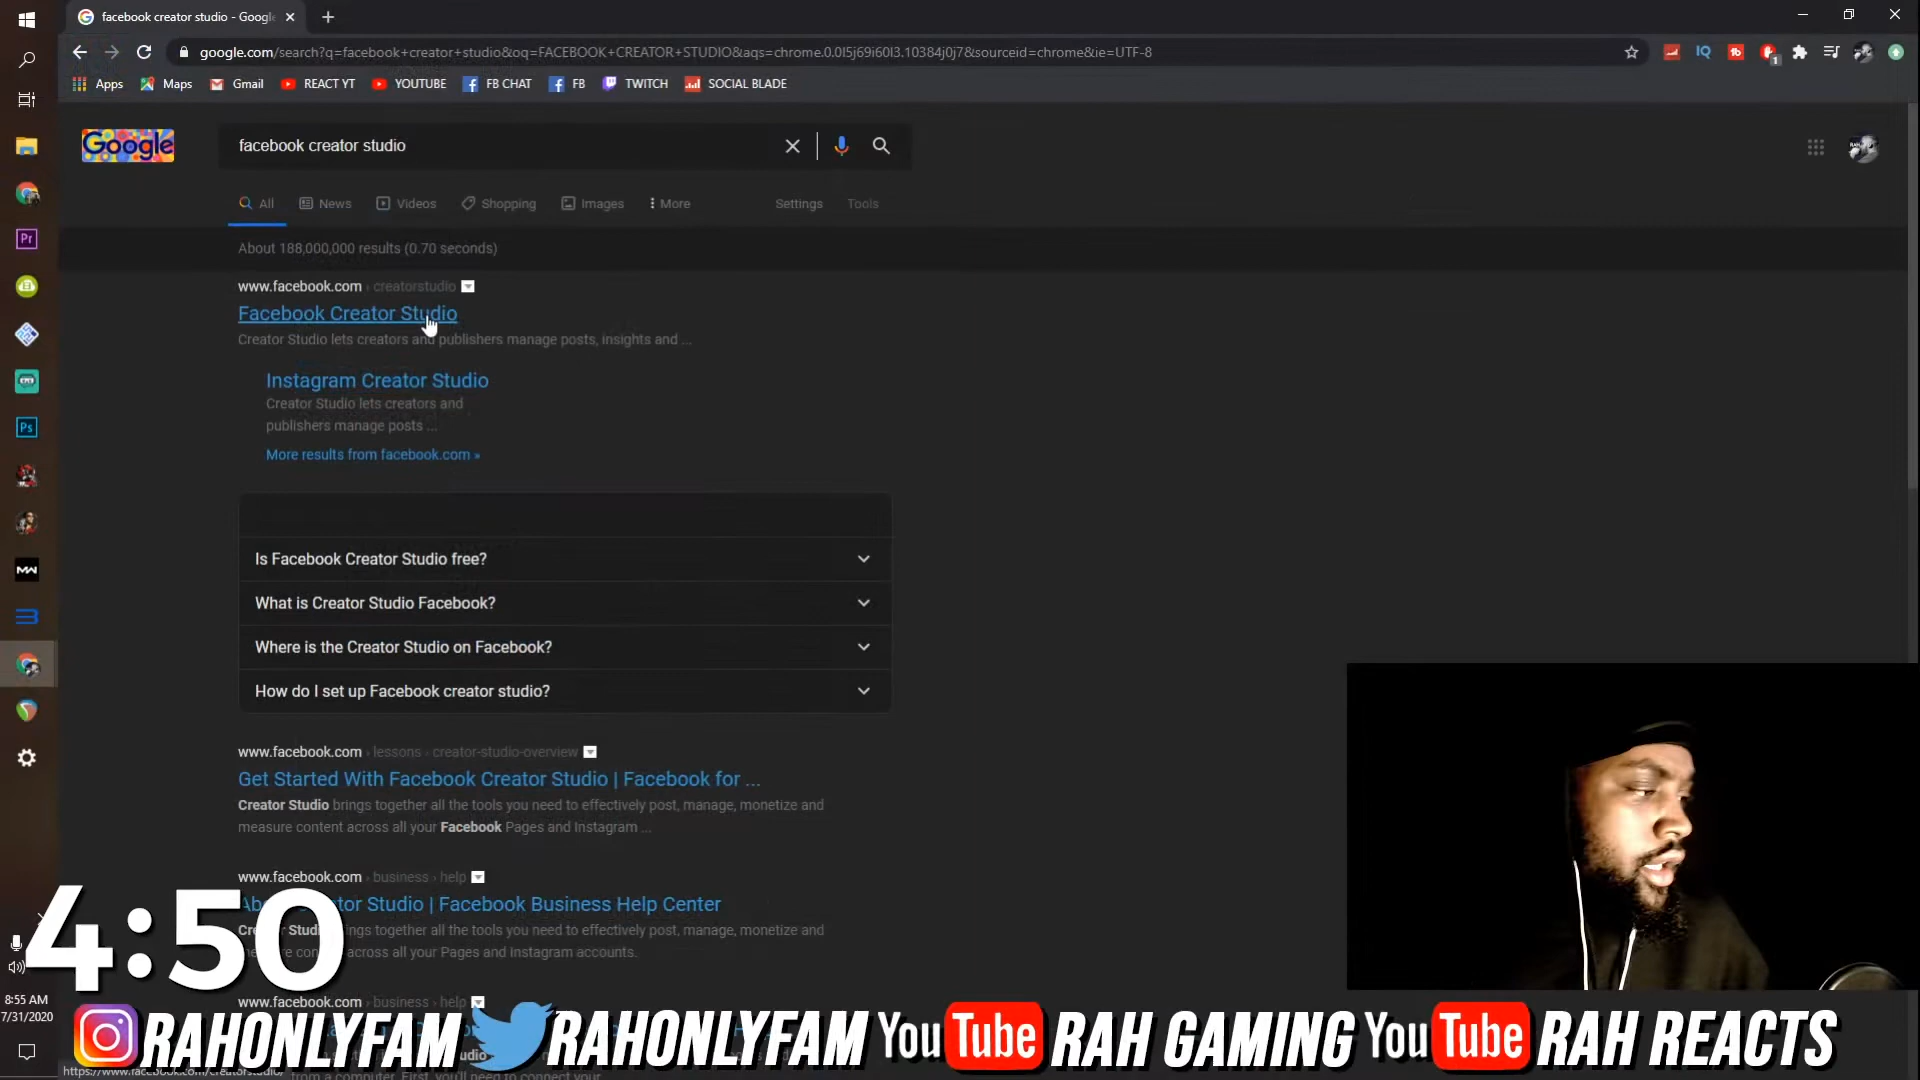 facebook creator studio - Google
google.com/search?q=facebook+creator+studio&oq=FACEBOOK+CREATOR+STUDIO&aqs=chrome.0.0l5j69i60l3.10384j0j7&sourceid=chrome&ie=UTF-8
Apps Maps Gmail REACT YT YOUTUBE FB CHAT FB TWITCH SOCIAL BLADE
Google
facebook creator studio
All News Videos Shopping Images More Settings Tools
About 188,000,000 results (0.70 seconds)
www.facebook.com › creatorstudio
Facebook Creator Studio
Creator Studio lets creators and publishers manage posts, insights and ...
Instagram Creator Studio
Creator Studio lets creators and
publishers manage posts ...
More results from facebook.com »
Is Facebook Creator Studio free?
What is Creator Studio Facebook?
Where is the Creator Studio on Facebook?
How do I set up Facebook creator studio?
www.facebook.com › lessons › creator-studio-overview
Get Started With Facebook Creator Studio | Facebook for ...
Creator Studio brings together all the tools you need to effectively post, manage, monetize and
measure content across all your Facebook Pages and Instagram ...
www.facebook.com › business › help
Studio | Facebook Business Help Center
together all the tools you need to effectively post, manage, monetize and
across all your Pages and Instagram accounts.
www.facebook.com › business › help
4:50
8:55 AM
7/31/2020
RAHONLYFAM RAHONLYFAM YouTube RAH GAMING YouTube RAH REACTS
https://www.facebook.com/creatorstudio/
Pr
Ps
MW